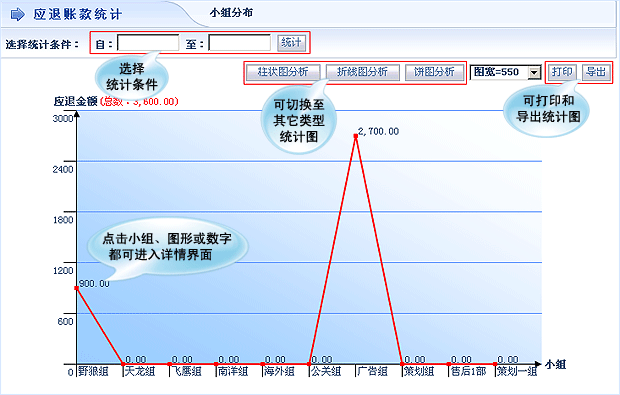 应退账款统计 小组分布
选择统计条件： 自： 至： 统计
选择
统计条件
柱状图分析 折线图分析 饼图分析 图宽=550 打印 导出
可切换至
其它类型
统计图
可打印和
导出统计图
应退金额(总数：3,600.00)
3000
2,700.00
2400
1800
点击小组、图形或数字
都可进入详情界面
1200
900.00
600
0.00 0.00 0.00 0.00 0.00 0.00 0.00 0.00
小组
0 野狼组 天龙组 飞鹰组 南洋组 海外组 公关组 广告组 策划组 售后1部 策划一组